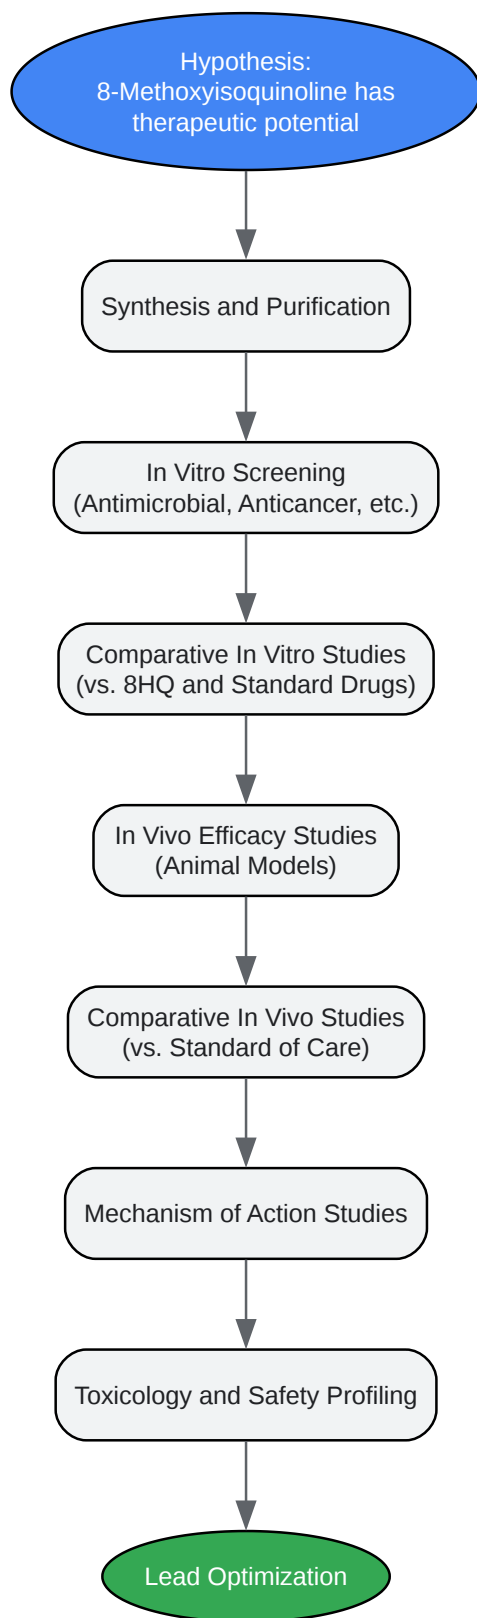 Hypothesis:
8-Methoxyisoquinoline has
therapeutic potential
Synthesis and Purification
In Vitro Screening
(Antimicrobial, Anticancer, etc.)
Comparative In Vitro Studies
(vs. 8HQ and Standard Drugs)
In Vivo Efficacy Studies
(Animal Models)
Comparative In Vivo Studies
(vs. Standard of Care)
Mechanism of Action Studies
Toxicology and Safety Profiling
Lead Optimization